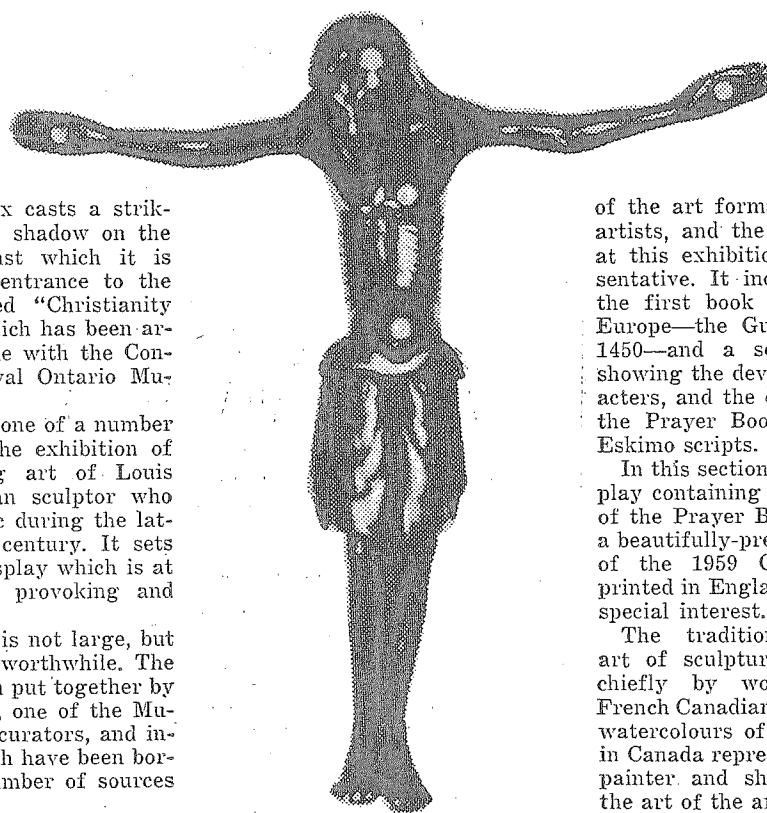 x casts a strik-
shadow on the
ast which it is
entrance to the
ed “Christianity
ich has been ar-
e with the Con-
val Ontario Mu-
one of a number
he exhibition of
g art of Louis
an sculptor who
c during the lat-
century. It sets
splay which is at
provoking and
is not large, but
worthwhile. The
n put together by
, one of the Mu-
curators, and in-
h have been bor-
mber of sources
of the art form
artists, and the
at this exhibitio
sentative. It inc
the first book
Europe—the Gu
1450—and a se
showing the dev
acters, and the
the Prayer Boo
Eskimo scripts.
In this section
play containing
of the Prayer B
a beautifully-pre
of the 1959 C
printed in Engla
special interest.
The tradition
art of sculptur
chiefly by wo
French Canadian
watercolours of
in Canada repre
painter and sh
the art of the ar